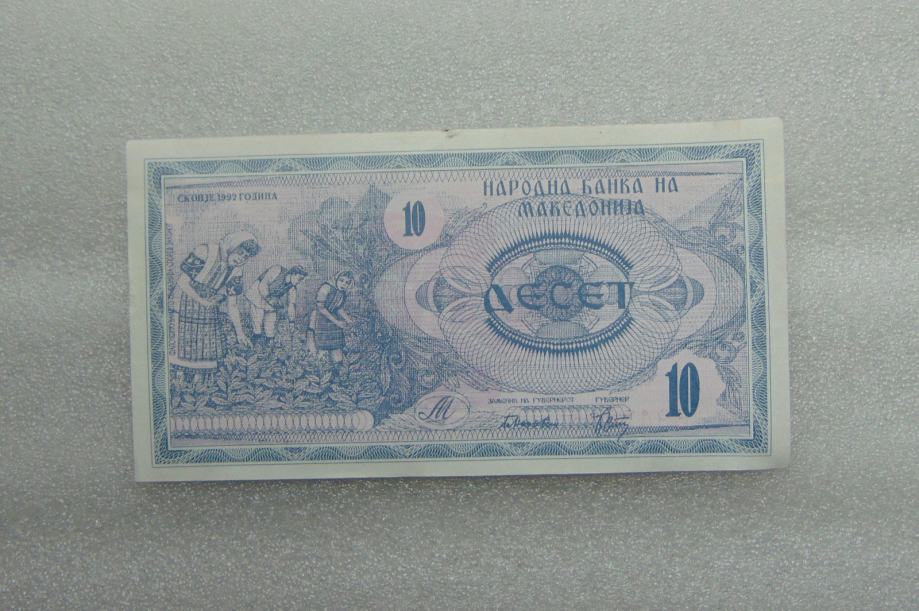 СКОПЈЕ 1992 ГОДИНА
10
НАРОДНА БАНКА НА
МАКЕДОНИЈА
ДЕСЕТ
10
М
ЗАМЕНИК НА ГУВЕРНЕРОТ ГУВЕРНЕР